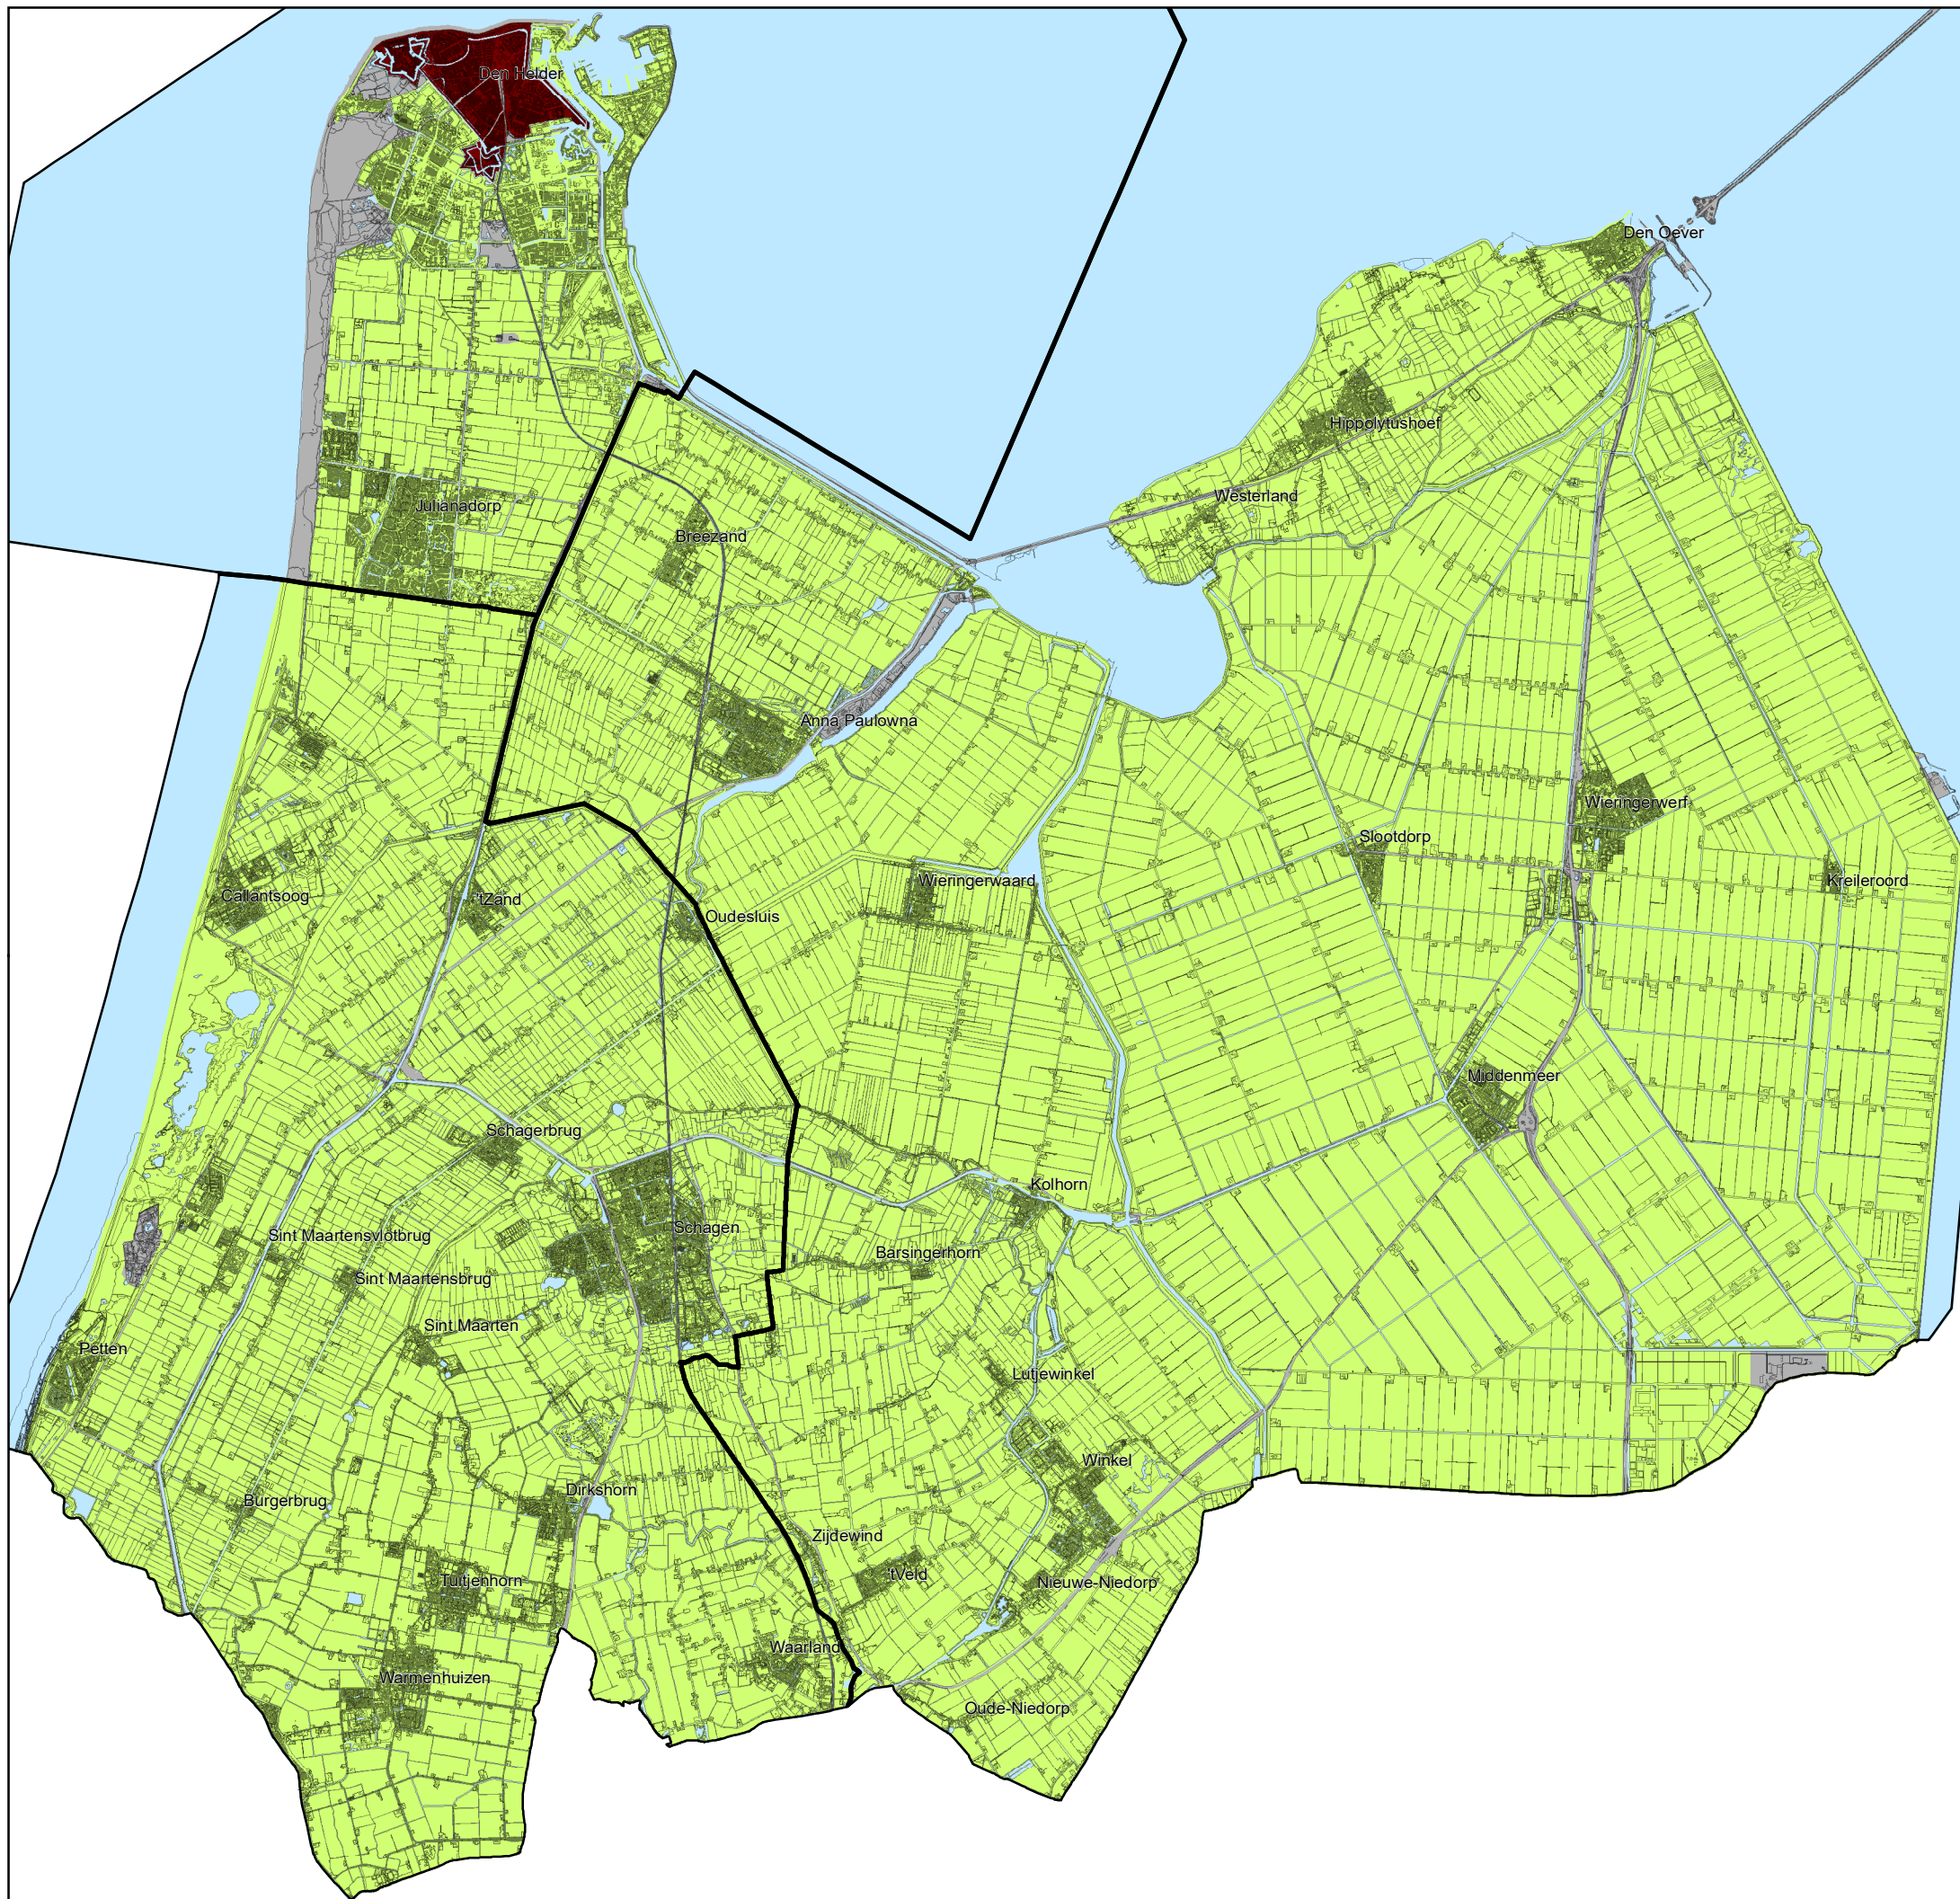 Den Helder
Den Oever
Hippolytushoef
Westerland
Julianadorp
Breezand
Anna Paulowna
Wieringerwerf
Slootdorp
Wieringerwaard
Kreileroord
Callantsoog
'tZand
Oudesluis
Middenmeer
Schagerbrug
Kolhorn
Schagen
Sint Maartensvlotbrug
Barsingerhorn
Sint Maartensbrug
Sint Maarten
Petten
Lutjewinkel
Winkel
Dirkshorn
Burgerbrug
Zijdewind
'tVeld
Tuitjenhorn
Nieuwe-Niedorp
Waarland
Warmenhuizen
Oude-Niedorp